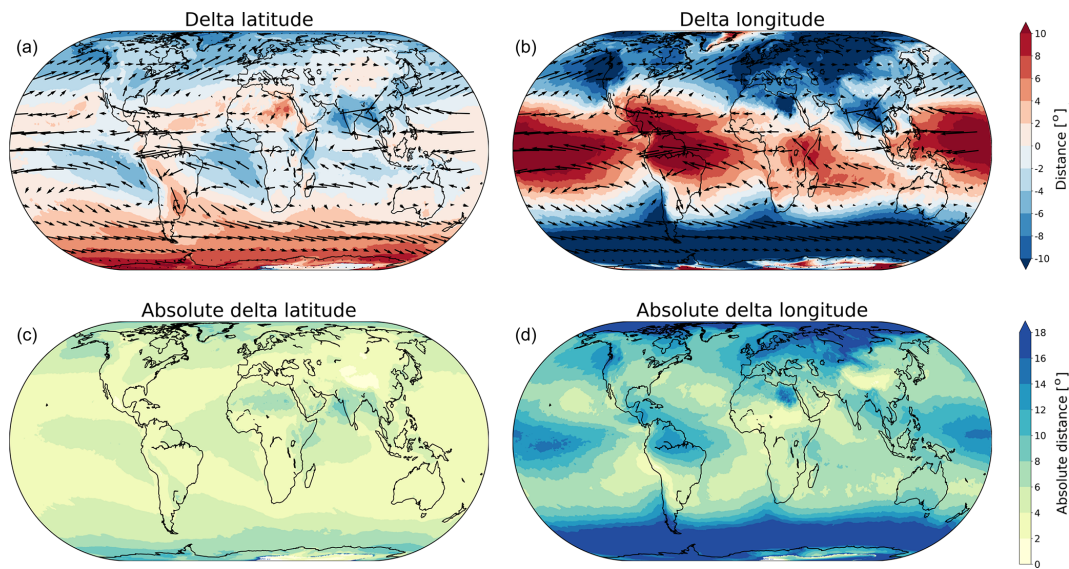 Delta latitude
Delta longitude
(a)
(b)
10
8
6
4
2
0
-2
-4
-6
-8
-10
Distance [°]
Absolute delta latitude
Absolute delta longitude
(c)
(d)
18
16
14
12
10
8
6
4
2
0
Absolute distance [°]